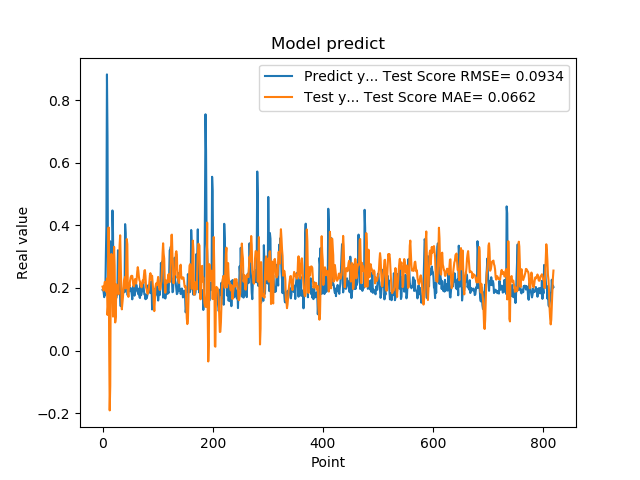 Model predict
Predict y... Test Score RMSE= 0.0934
Test y... Test Score MAE= 0.0662
Real value
0.8
0.6
0.4
0.2
0.0
−0.2
0
200
400
600
800
Point